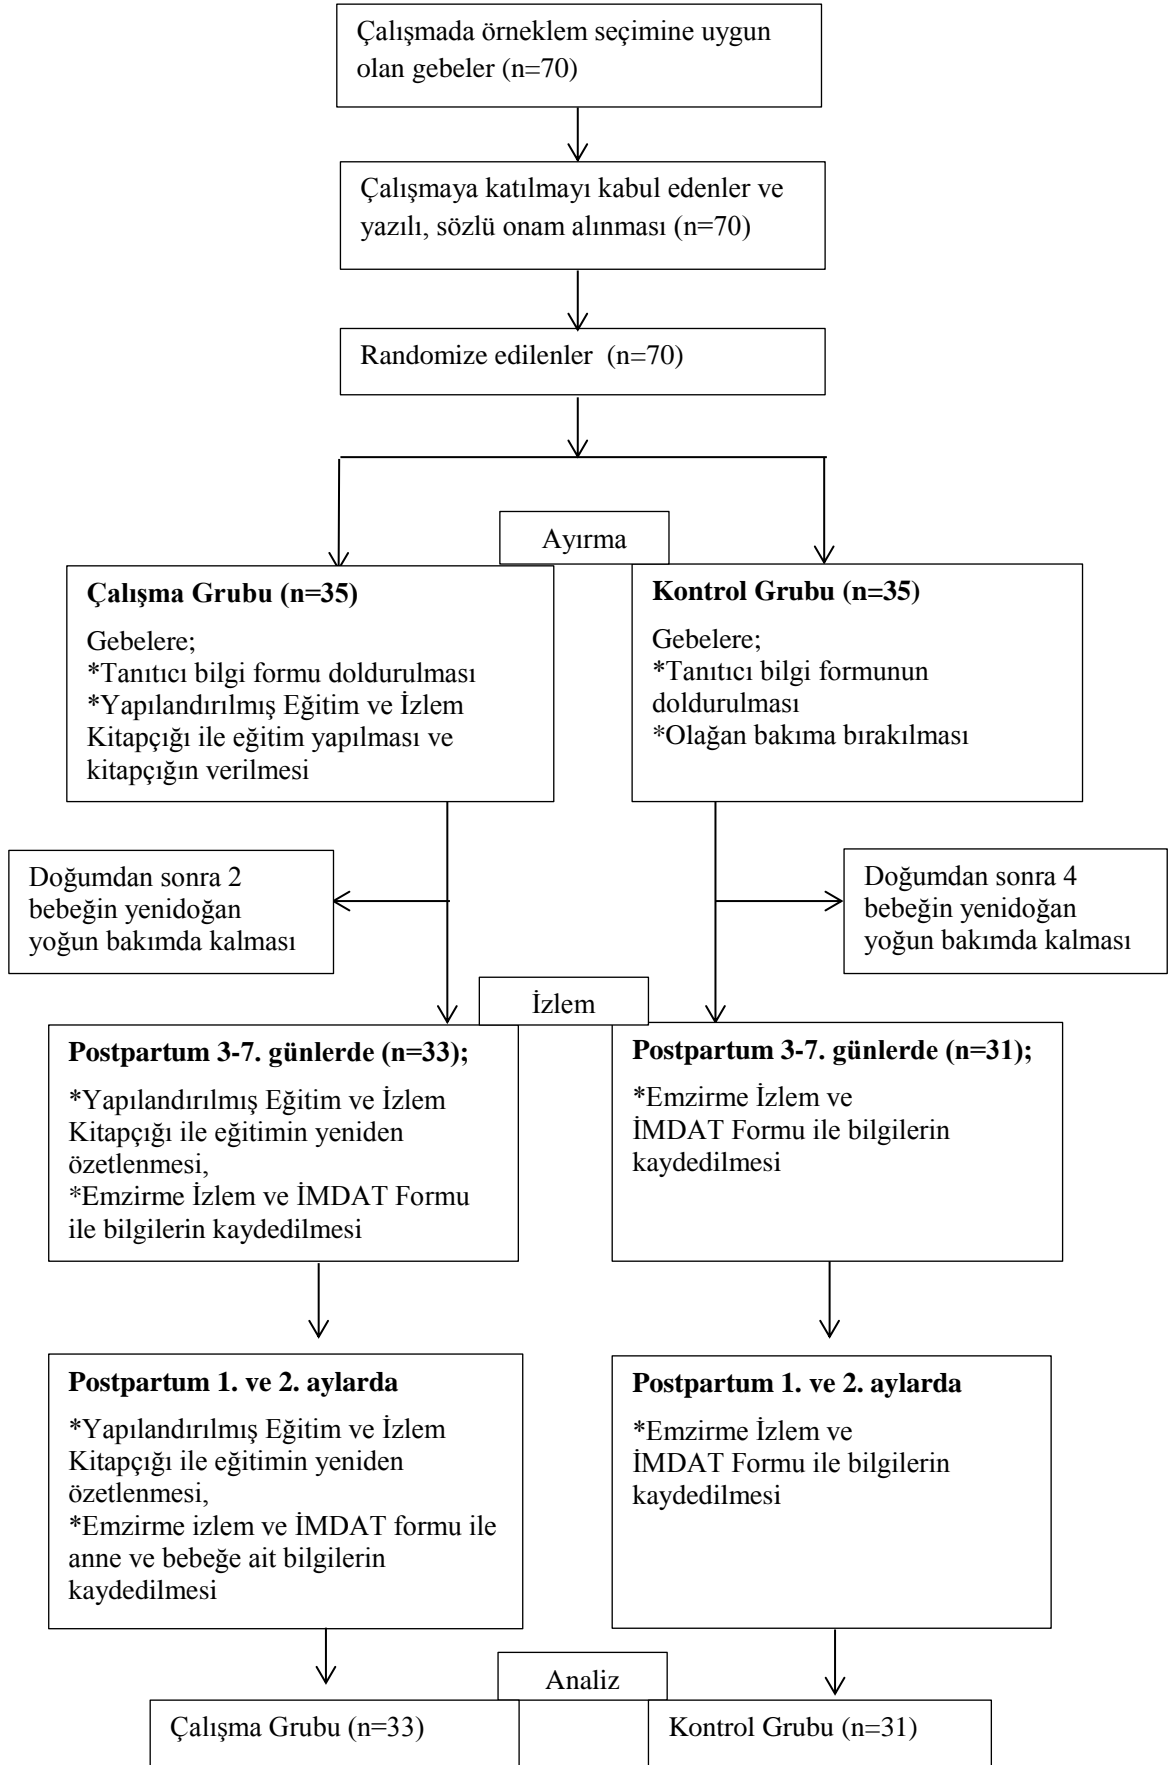 Çalışmada örneklem seçimine uygun
olan gebeler (n=70)
Çalışmaya katılmayı kabul edenler ve
yazılı, sözlü onam alınması (n=70)
Randomize edilenler (n=70)
Ayırma
Çalışma Grubu (n=35)
Gebelere;
*Tanıtıcı bilgi formu doldurulması
*Yapılandırılmış Eğitim ve İzlem
Kitapçığı ile eğitim yapılması ve
kitapçığın verilmesi
Kontrol Grubu (n=35)
Gebelere;
*Tanıtıcı bilgi formunun
doldurulması
*Olağan bakıma bırakılması
Doğumdan sonra 2
bebeğin yenidoğan
yoğun bakımda kalması
Doğumdan sonra 4
bebeğin yenidoğan
yoğun bakımda kalması
İzlem
Postpartum 3-7. günlerde (n=33);
*Yapılandırılmış Eğitim ve İzlem
Kitapçığı ile eğitimin yeniden
özetlenmesi,
*Emzirme İzlem ve İMDAT Formu
ile bilgilerin kaydedilmesi
Postpartum 3-7. günlerde (n=31);
*Emzirme İzlem ve
İMDAT Formu ile bilgilerin
kaydedilmesi
Postpartum 1. ve 2. aylarda
*Yapılandırılmış Eğitim ve İzlem
Kitapçığı ile eğitimin yeniden
özetlenmesi,
*Emzirme izlem ve İMDAT formu ile
anne ve bebeğe ait bilgilerin
kaydedilmesi
Postpartum 1. ve 2. aylarda
*Emzirme İzlem ve
İMDAT Formu ile bilgilerin
kaydedilmesi
Analiz
Çalışma Grubu (n=33)
Kontrol Grubu (n=31)